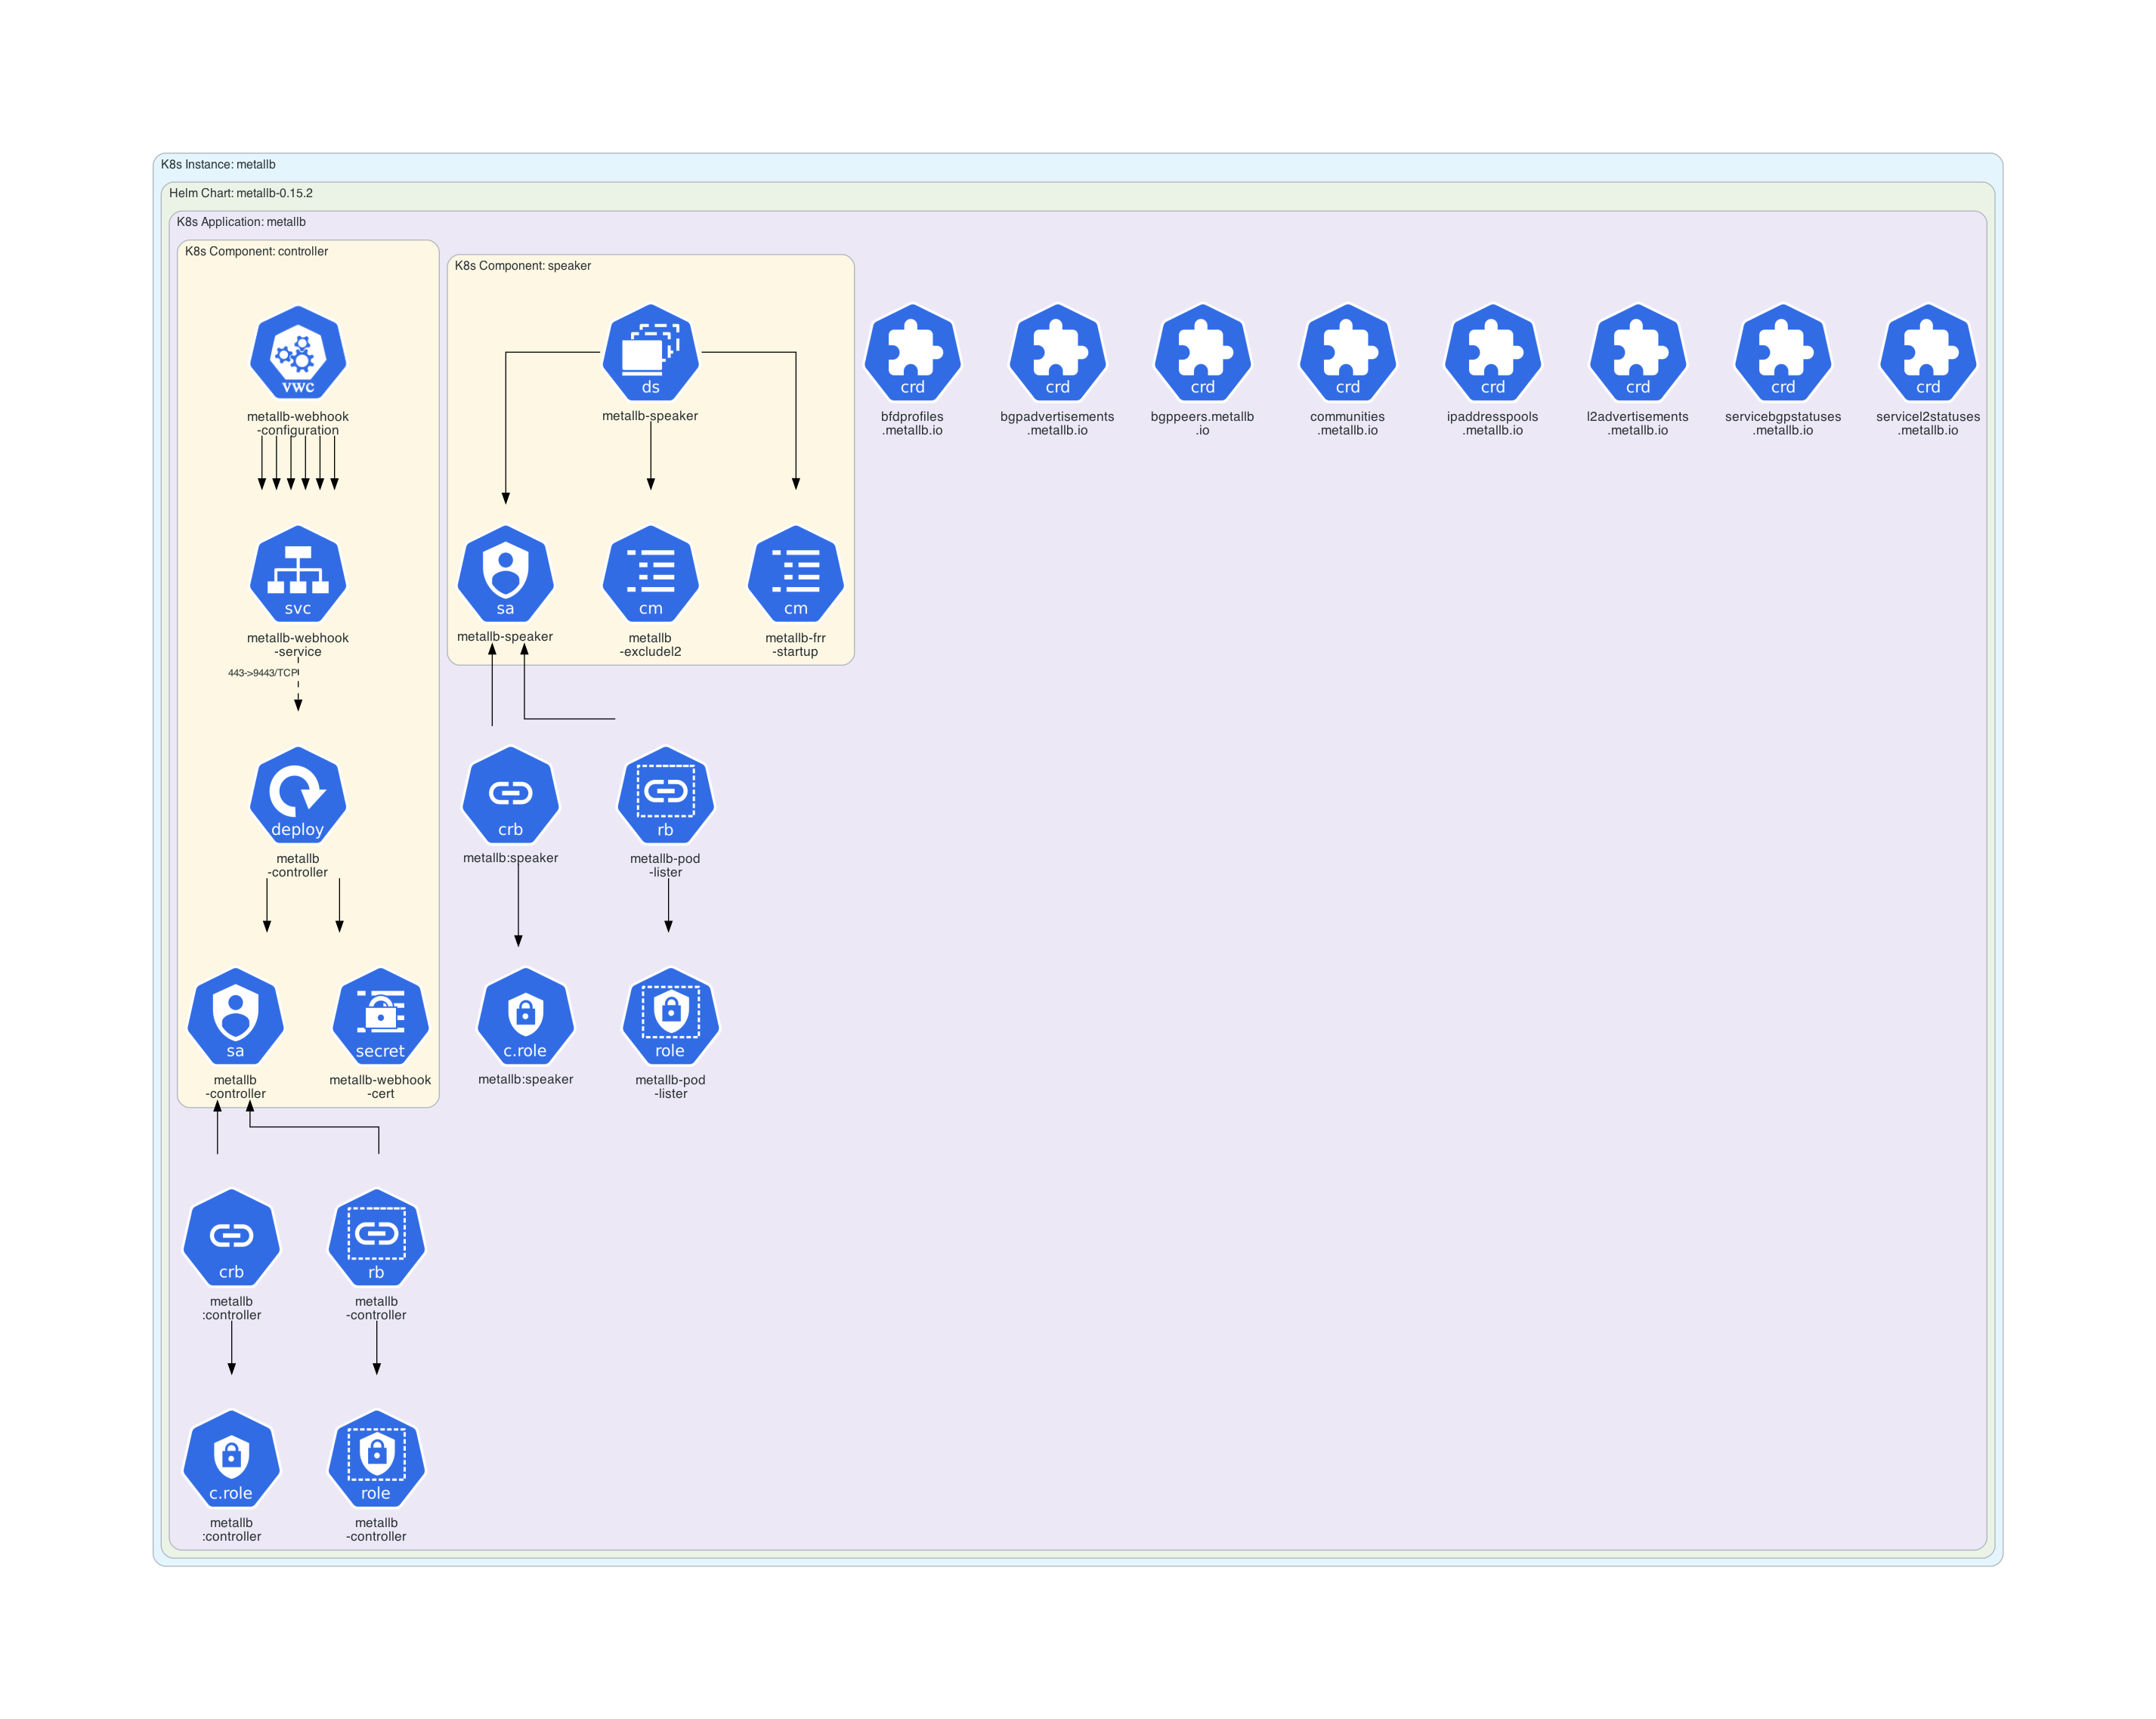 K8s Instance: metallb
Helm Chart: metallb-0.15.2
K8s Application: metallb
K8s Component: controller
vwc
metallb-webhook
-configuration
svc
metallb-webhook
-service
443->9443/TCP
deploy
metallb
-controller
sa
metallb
-controller
secret
metallb-webhook
-cert
K8s Component: speaker
ds
metallb-speaker
sa
metallb-speaker
cm
metallb
-excludel2
cm
metallb-frr
-startup
crd
bfdprofiles
.metallb.io
crd
bgpadvertisements
.metallb.io
crd
bgppeers.metallb
.io
crd
communities
.metallb.io
crd
ipaddresspools
.metallb.io
crd
l2advertisements
.metallb.io
crd
servicebgpstatuses
.metallb.io
crd
servicel2statuses
.metallb.io
crb
metallb:speaker
rb
metallb-pod
-lister
c.role
metallb:speaker
role
metallb-pod
-lister
crb
metallb
:controller
rb
metallb
-controller
c.role
metallb
:controller
role
metallb
-controller